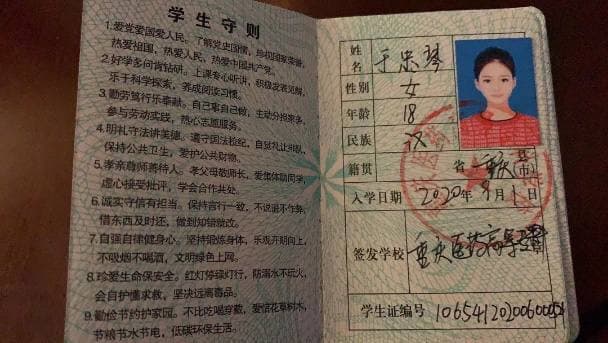 学生守则
1.爱党爱国爱人民。了解党史国情，珍视国家荣誉，
热爱祖国，热爱人民，热爱中国共产党。
2.好学多问肯钻研。上课专心听讲，积极发表见解，
乐于科学探索，养成阅读习惯。
3.勤劳笃行乐奉献。自己事自己做，主动分担家务，
参与劳动实践，热心志愿服务。
4.明礼守法讲美德。遵守国法校纪，自觉礼让排队，
保持公共卫生，爱护公共财物。
5.孝亲尊师善待人。孝父母敬师长，爱集体助同学，
虚心接受批评，学会合作共处。
6.诚实守信有担当。保持言行一致，不说谎不作弊，
借东西及时还，做到知错就改。
7.自强自律健身心。坚持锻炼身体，乐观开朗向上，
不吸烟不喝酒，文明绿色上网。
8.珍爱生命保安全。红灯停绿灯行，防溺水不玩火，
会自护懂求救，坚决远离毒品。
9.勤俭节约护家园。不比吃喝穿戴，爱惜花草树木，
节粮节水节电，低碳环保生活。
姓名 于忠琴
性别 女
年龄 18
民族 汉
籍贯 省 重庆 县(市)
入学日期 2020年9月1日
签发学校 重庆医药高等专科
学生证编号